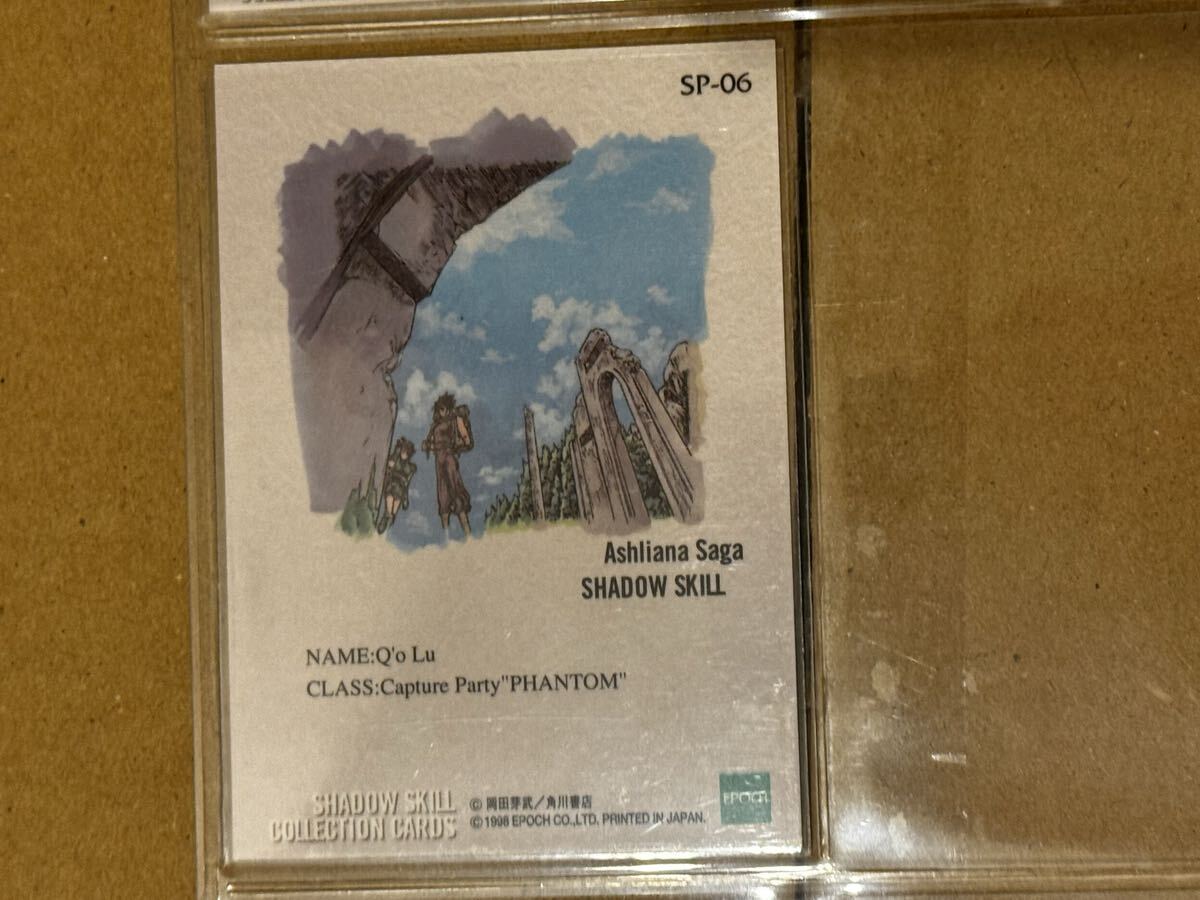 SP-06
Ashliana Saga
SHADOW SKILL
NAME:Q'o Lu
CLASS:Capture Party"PHANTOM"
SHADOW SKILL
COLLECTION CARDS
© 岡田芽武/角川書店
©1998 EPOCH CO.,LTD. PRINTED IN JAPAN.
EPOCH